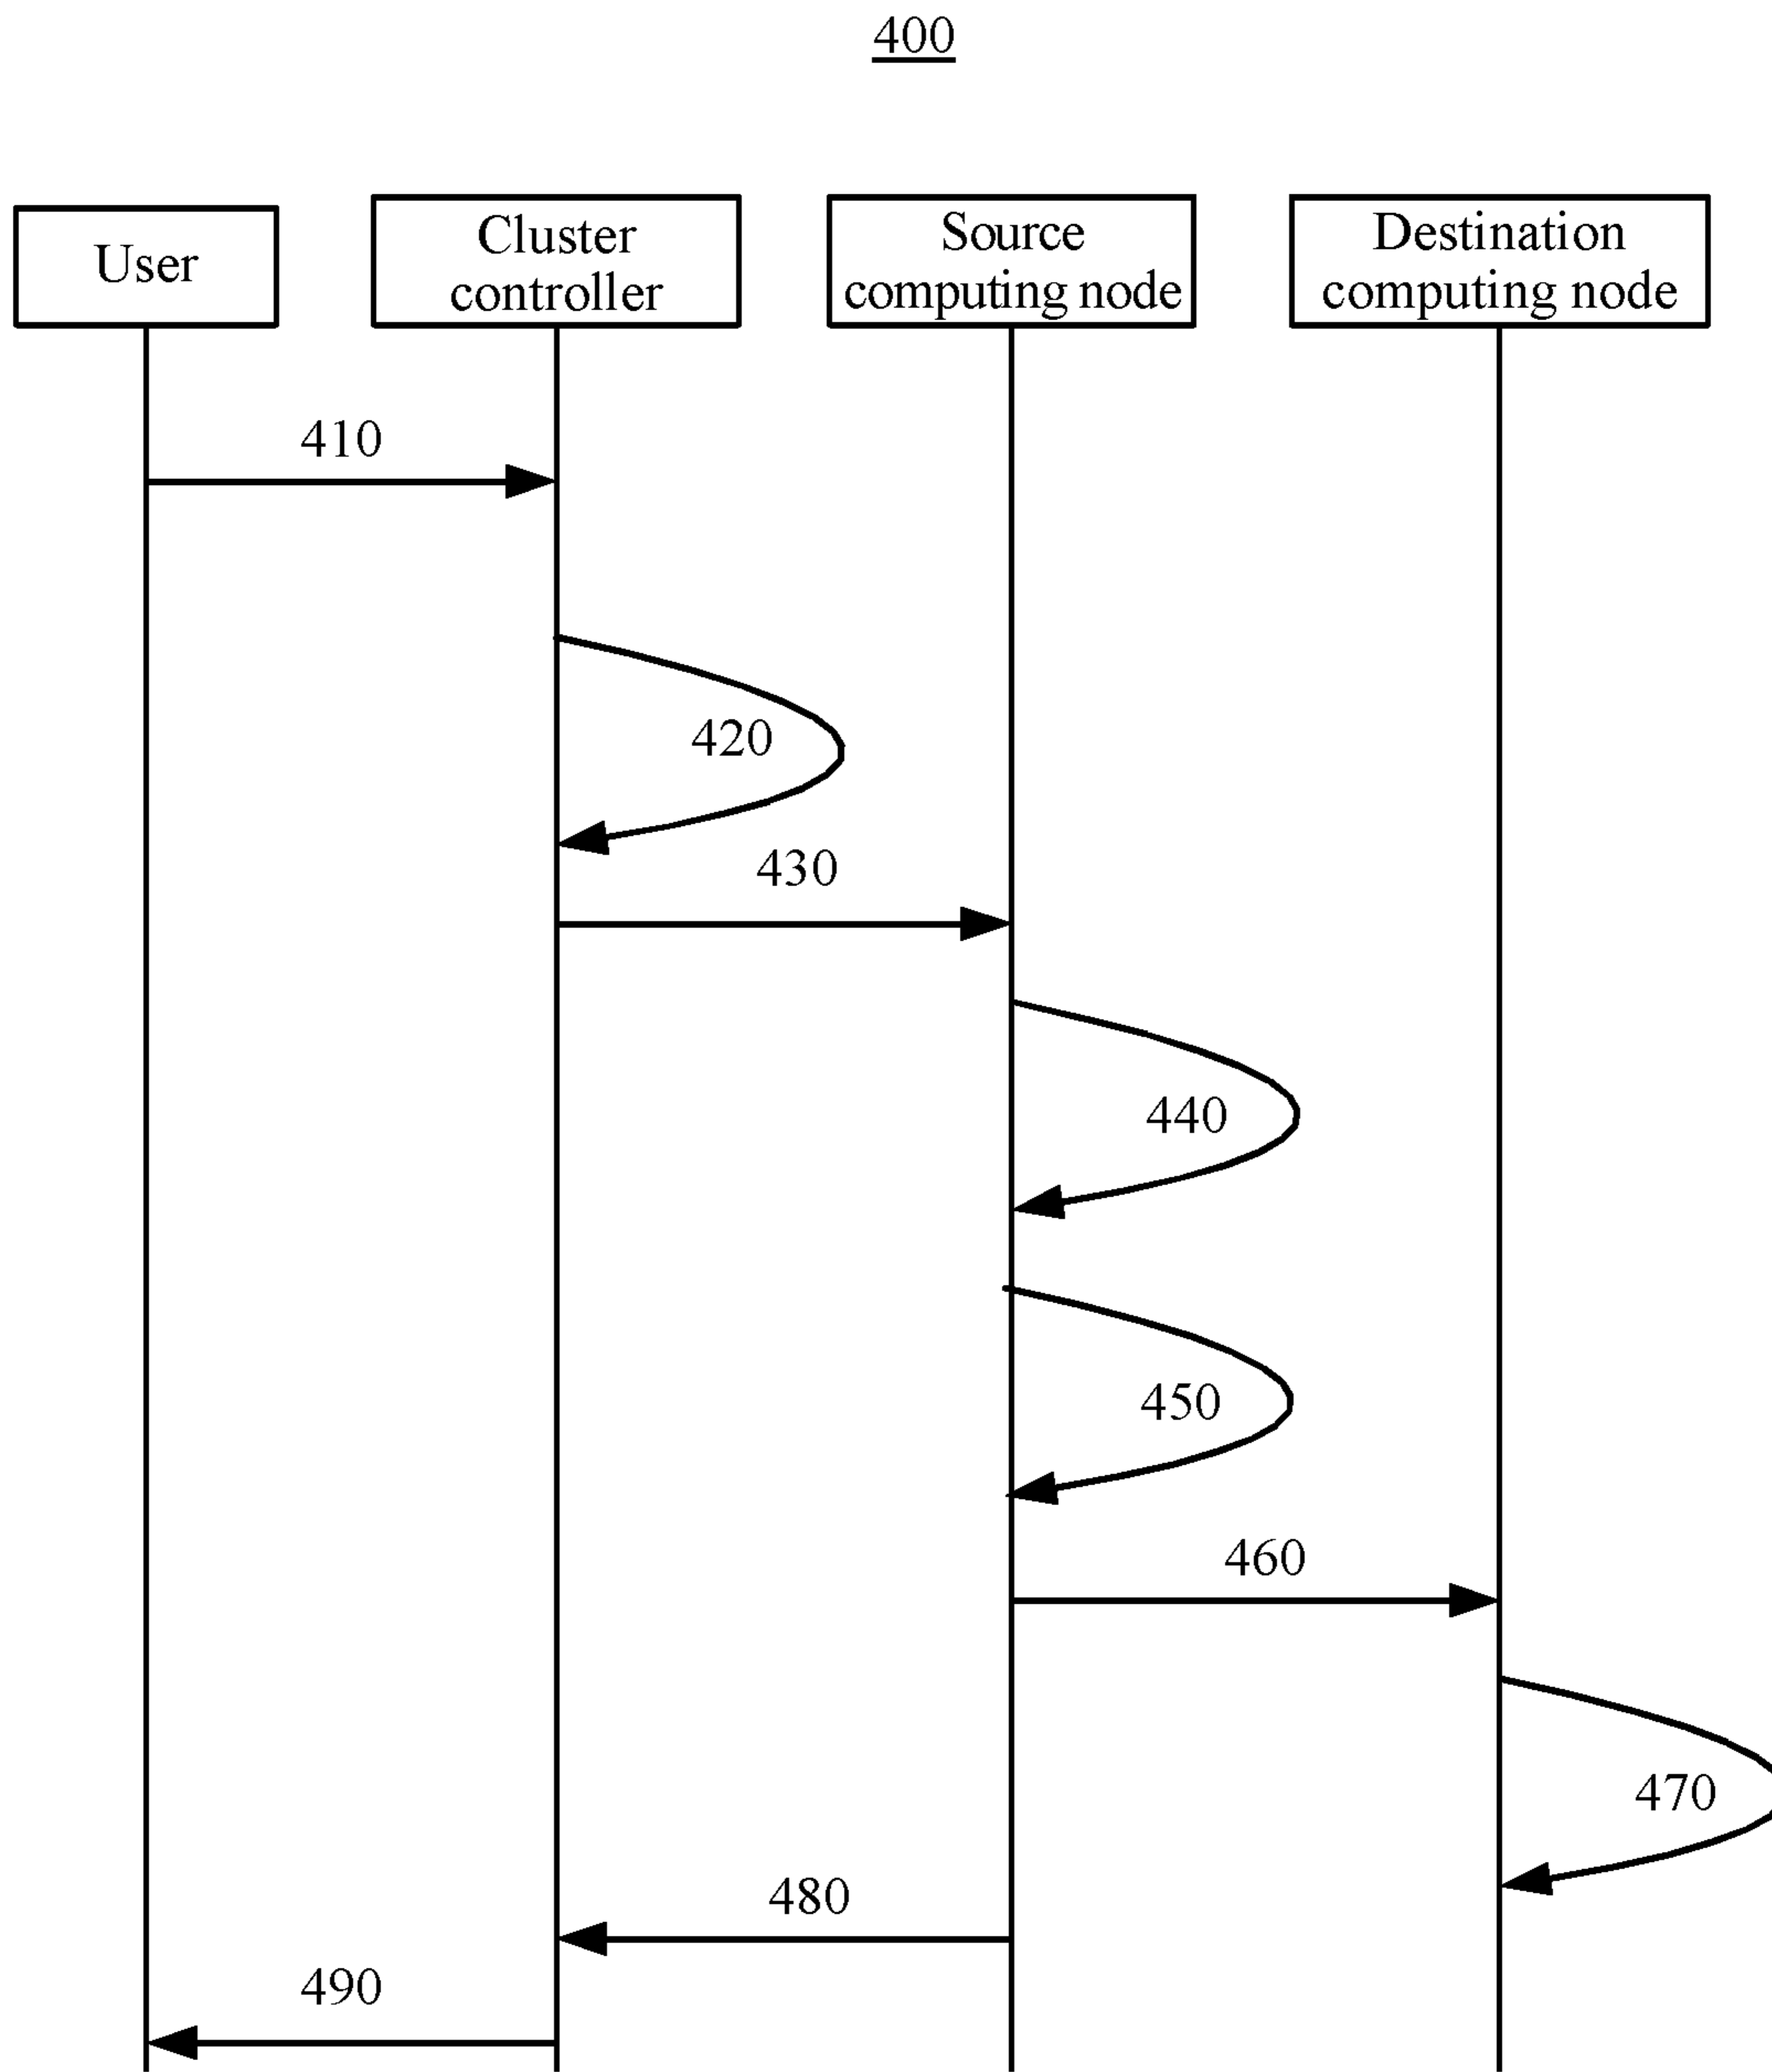 400
User
Cluster
controller
Source
computing node
Destination
computing node
410
420
430
440
450
460
470
480
490